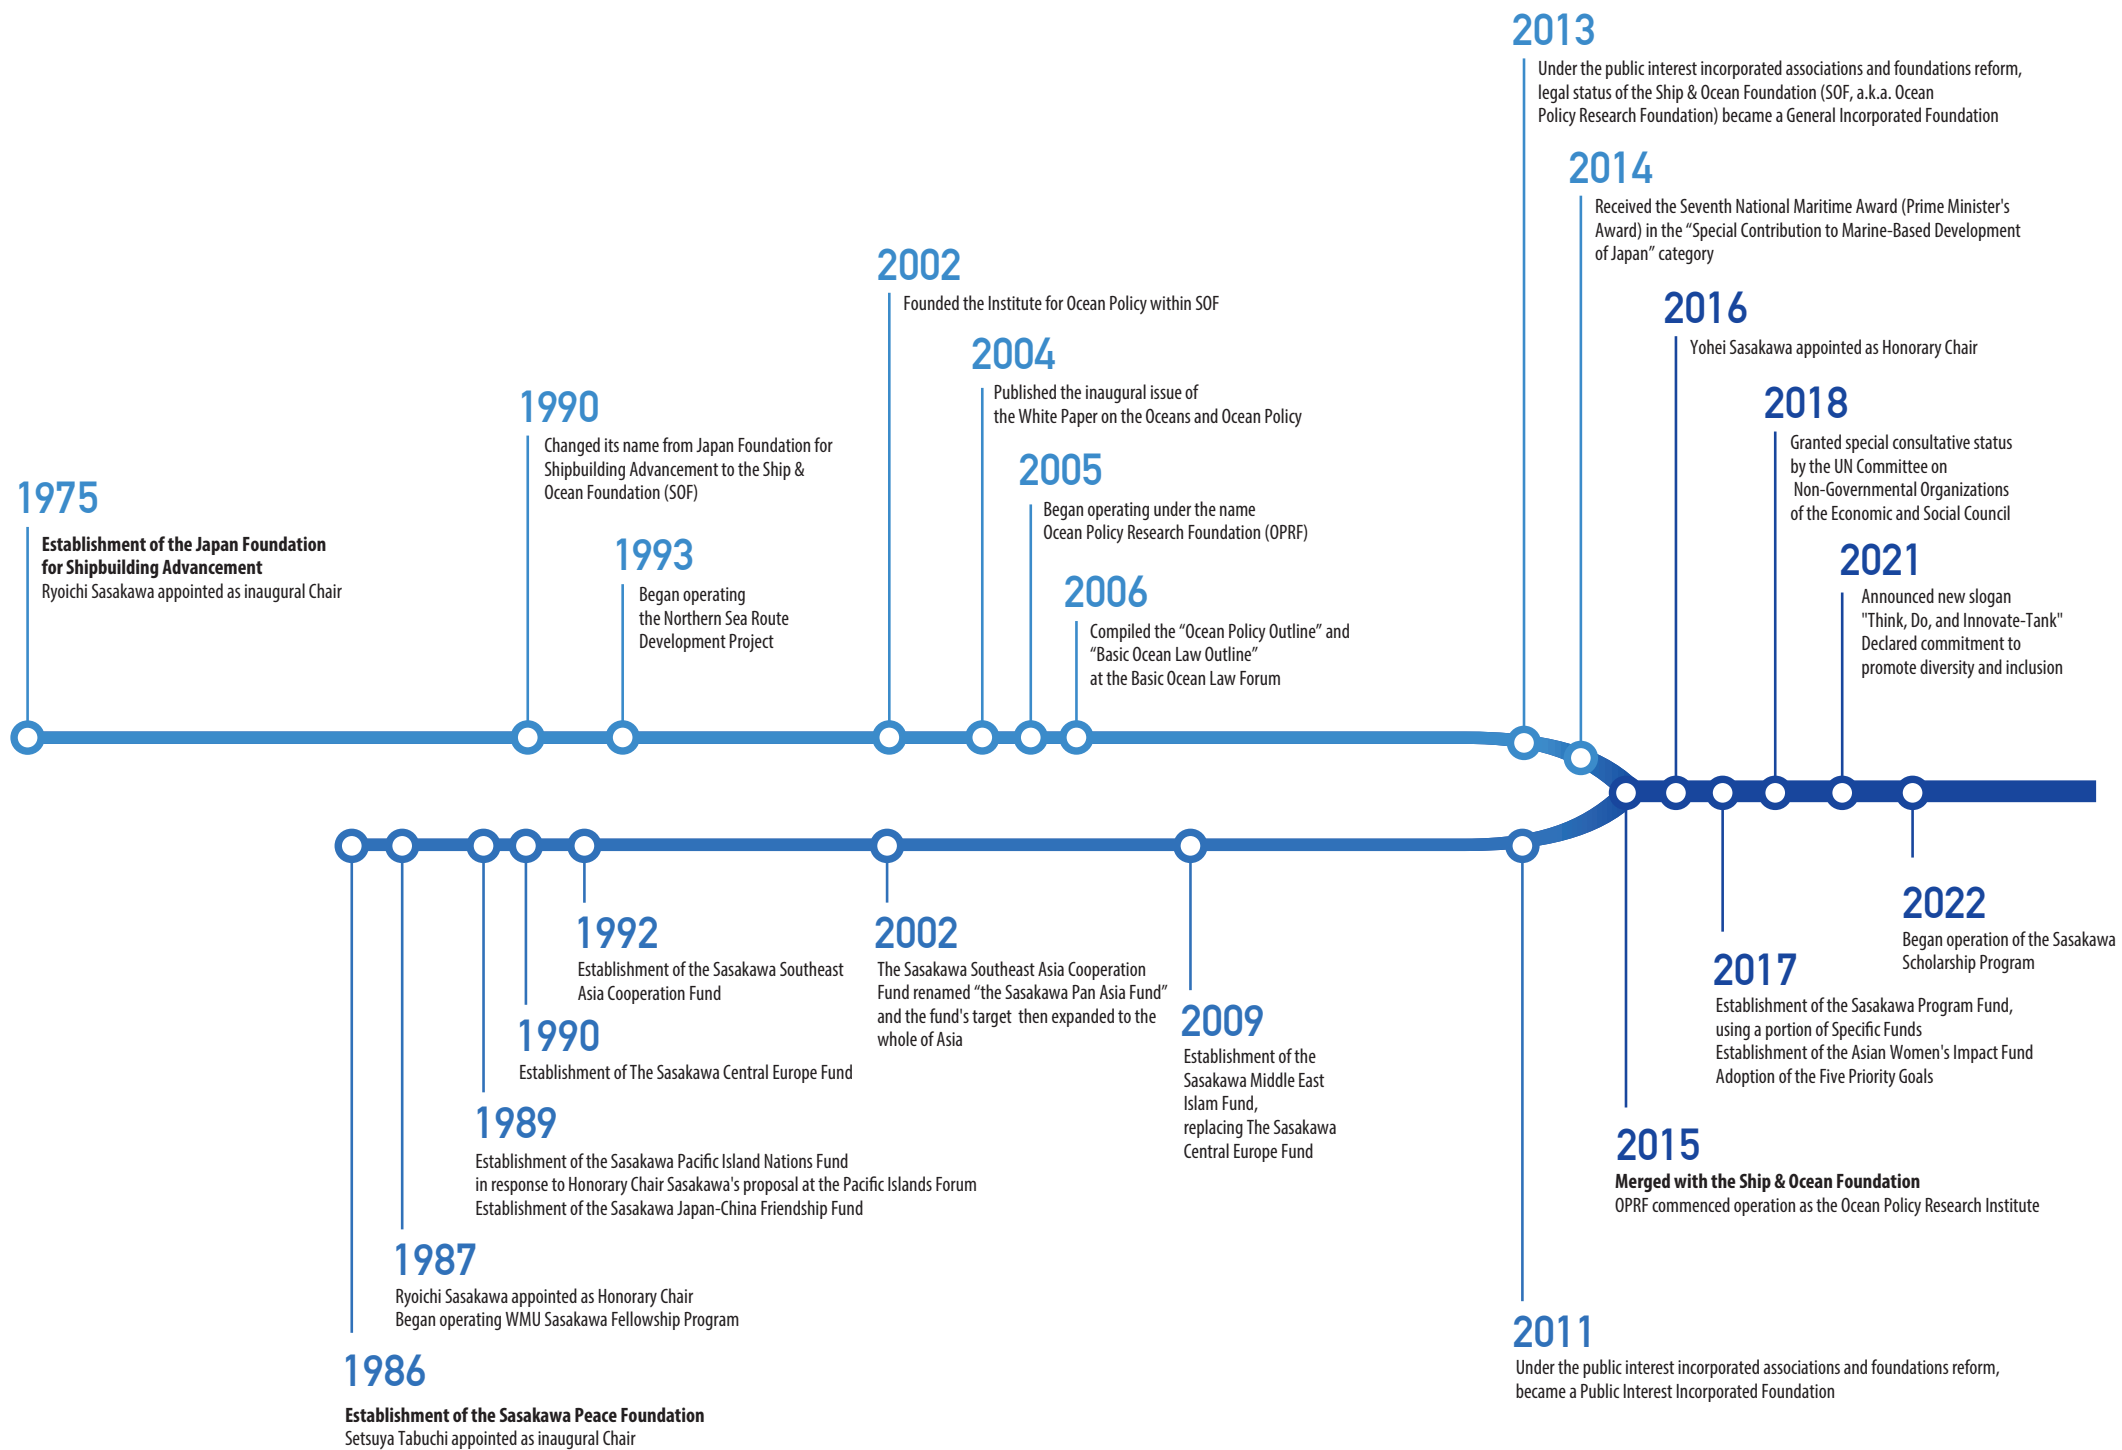 1975
Establishment of the Japan Foundation
for Shipbuilding Advancement
Ryoichi Sasakawa appointed as inaugural Chair
1990
Changed its name from Japan Foundation for
Shipbuilding Advancement to the Ship &
Ocean Foundation (SOF)
1993
Began operating
the Northern Sea Route
Development Project
2002
Founded the Institute for Ocean Policy within SOF
2004
Published the inaugural issue of
the White Paper on the Oceans and Ocean Policy
2005
Began operating under the name
Ocean Policy Research Foundation (OPRF)
2006
Compiled the “Ocean Policy Outline” and
“Basic Ocean Law Outline”
at the Basic Ocean Law Forum
2013
Under the public interest incorporated associations and foundations reform,
legal status of the Ship & Ocean Foundation (SOF, a.k.a. Ocean
Policy Research Foundation) became a General Incorporated Foundation
2014
Received the Seventh National Maritime Award (Prime Minister's
Award) in the “Special Contribution to Marine-Based Development
of Japan” category
2016
Yohei Sasakawa appointed as Honorary Chair
2018
Granted special consultative status
by the UN Committee on
Non-Governmental Organizations
of the Economic and Social Council
2021
Announced new slogan
"Think, Do, and Innovate-Tank"
Declared commitment to
promote diversity and inclusion
1986
Establishment of the Sasakawa Peace Foundation
Setsuya Tabuchi appointed as inaugural Chair
1987
Ryoichi Sasakawa appointed as Honorary Chair
Began operating WMU Sasakawa Fellowship Program
1989
Establishment of the Sasakawa Pacific Island Nations Fund
in response to Honorary Chair Sasakawa's proposal at the Pacific Islands Forum
Establishment of the Sasakawa Japan-China Friendship Fund
1990
Establishment of The Sasakawa Central Europe Fund
1992
Establishment of the Sasakawa Southeast
Asia Cooperation Fund
2002
The Sasakawa Southeast Asia Cooperation
Fund renamed “the Sasakawa Pan Asia Fund”
and the fund's target then expanded to the
whole of Asia
2009
Establishment of the
Sasakawa Middle East
Islam Fund,
replacing The Sasakawa
Central Europe Fund
2011
Under the public interest incorporated associations and foundations reform,
became a Public Interest Incorporated Foundation
2015
Merged with the Ship & Ocean Foundation
OPRF commenced operation as the Ocean Policy Research Institute
2017
Establishment of the Sasakawa Program Fund,
using a portion of Specific Funds
Establishment of the Asian Women's Impact Fund
Adoption of the Five Priority Goals
2022
Began operation of the Sasakawa
Scholarship Program